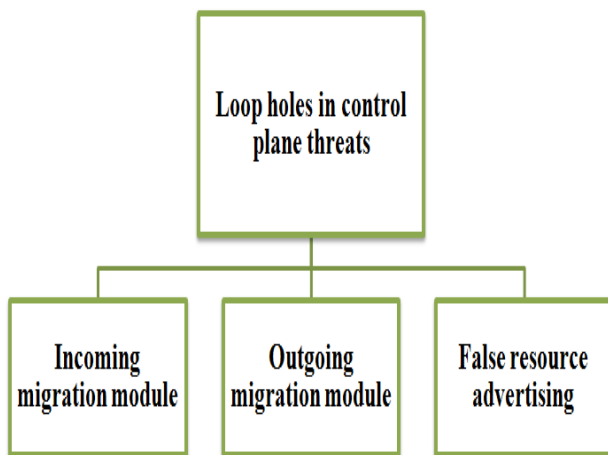 Loop holes in control
plane threats
Incoming
migration module
Outgoing
migration module
False resource
advertising